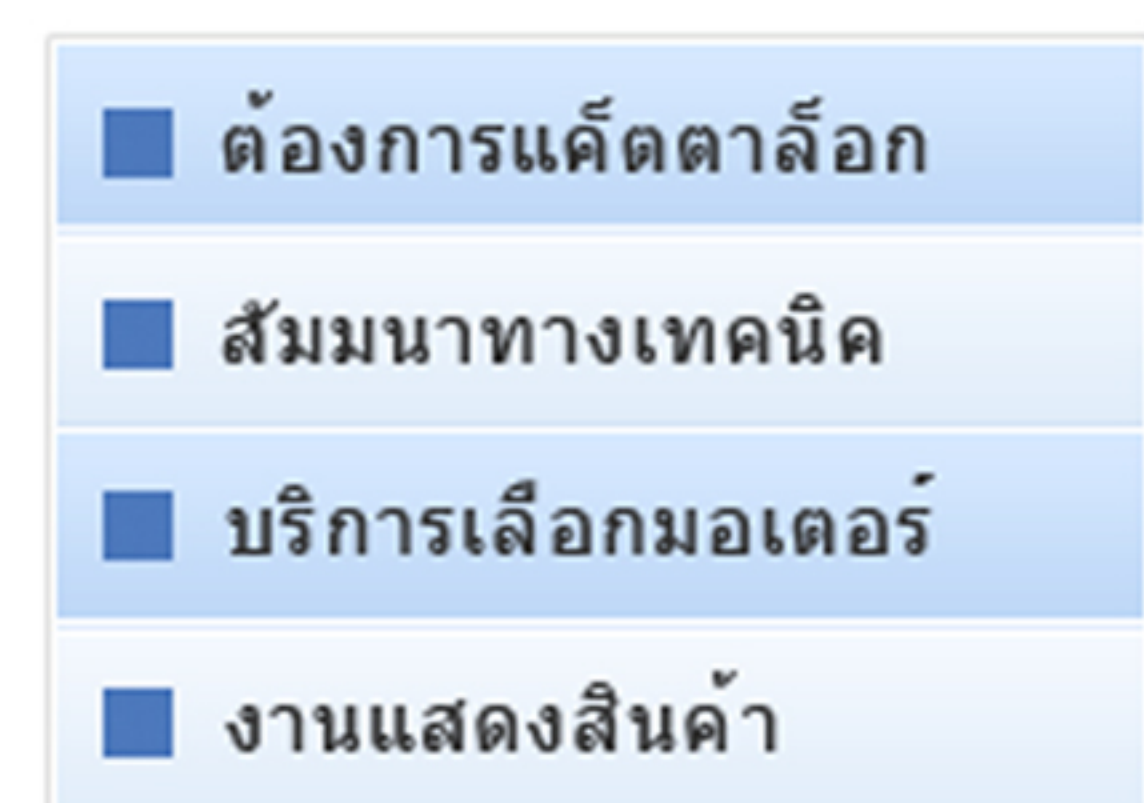 ต้องการแค็ตตาล็อก
สัมมนาทางเทคนิค
บริการเลือกมอเตอร์
งานแสดงสินค้า